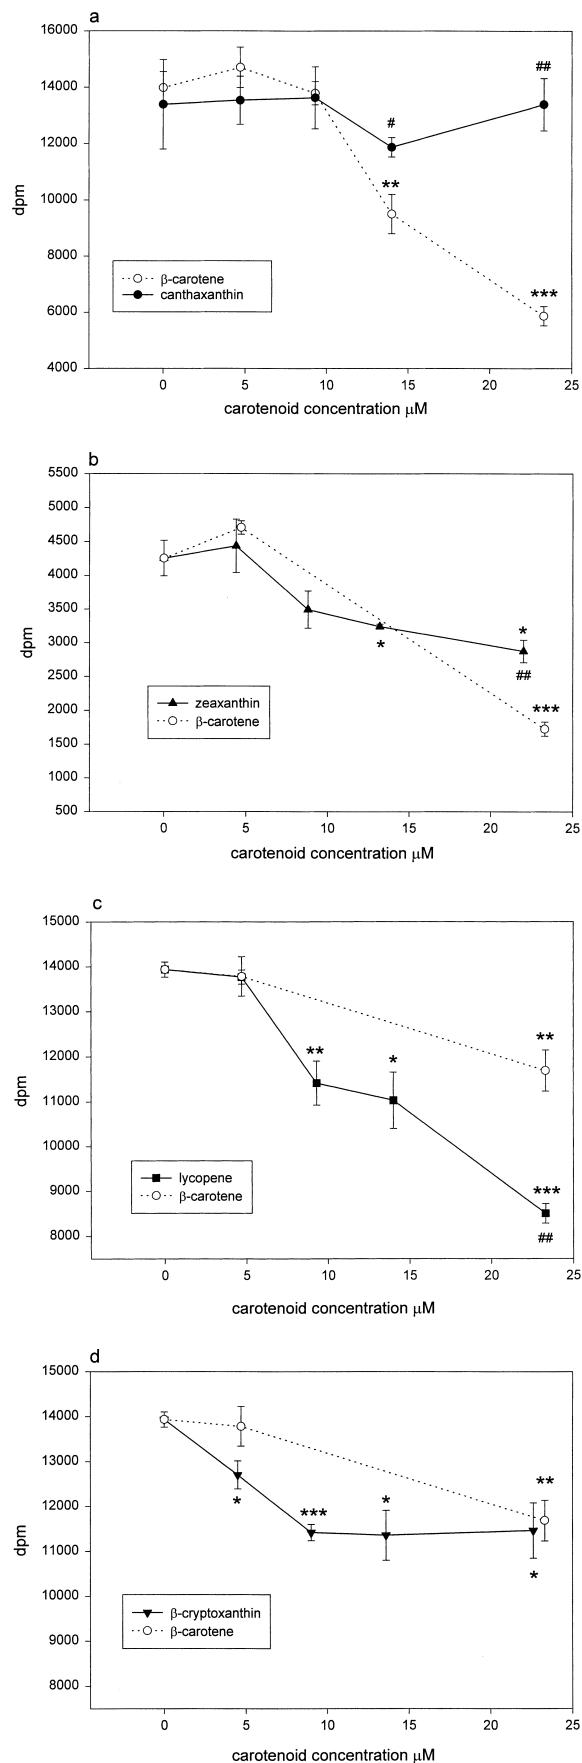 a
16000
14000
12000
10000
8000
6000
4000
dpm
##
#
**
***
β-carotene
canthaxanthin
0 5 10 15 20 25
carotenoid concentration μM
b
5500
5000
4500
4000
3500
3000
2500
2000
1500
1000
500
dpm
*
*
##
***
zeaxanthin
β-carotene
0 5 10 15 20 25
carotenoid concentration μM
c
15000
14000
13000
12000
11000
10000
9000
8000
dpm
**
**
*
***
##
lycopene
β-carotene
0 5 10 15 20 25
carotenoid concentration μM
d
15000
14000
13000
12000
11000
10000
9000
8000
dpm
**
*
***
*
*
β-cryptoxanthin
β-carotene
0 5 10 15 20 25
carotenoid concentration μM